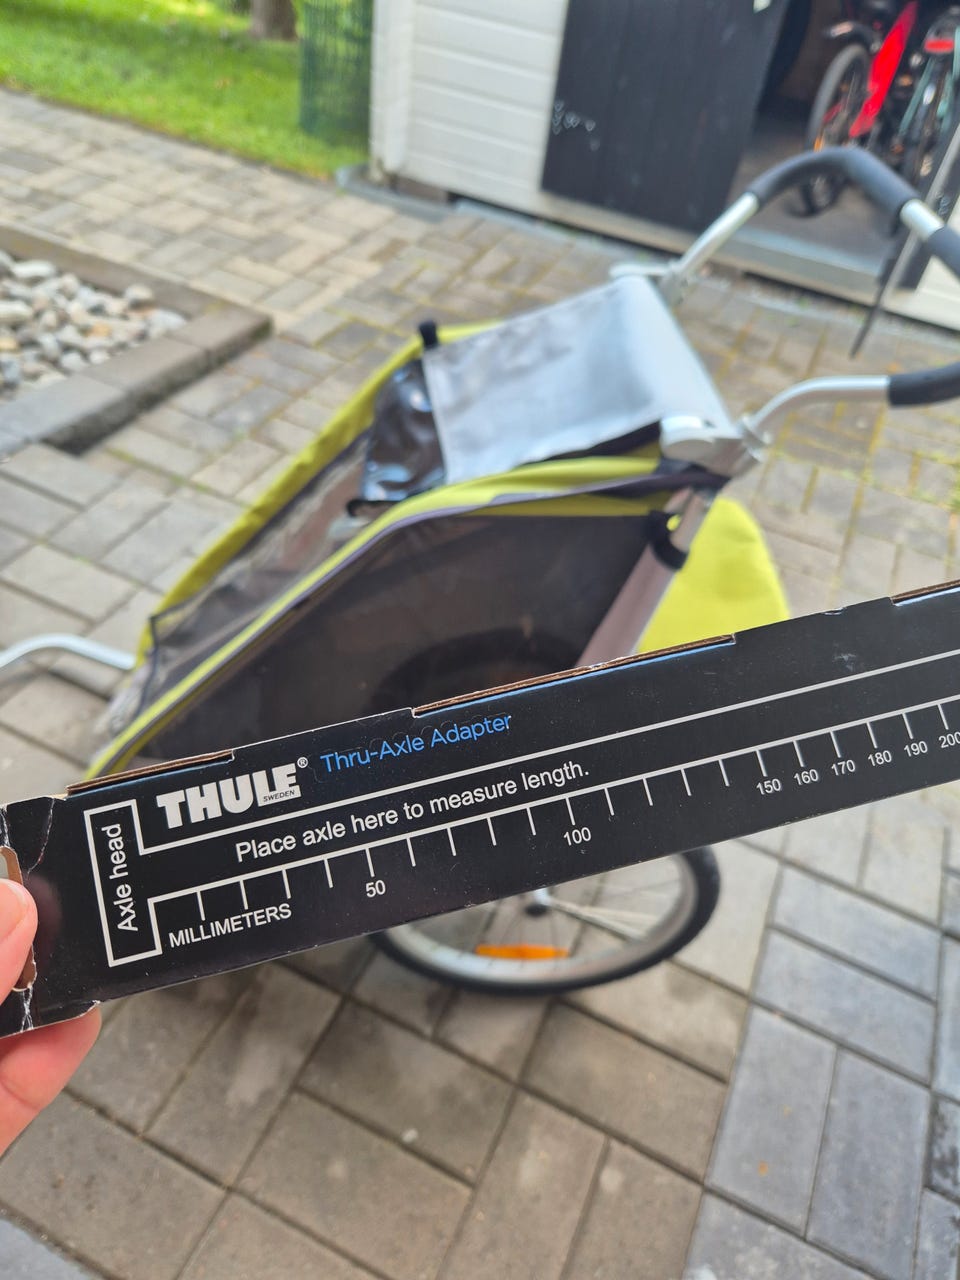 THULE® Thru-Axle Adapter
SWEDEN
Axle head
Place axle here to measure length.
MILLIMETERS 50 100 150 160 170 180 190 200